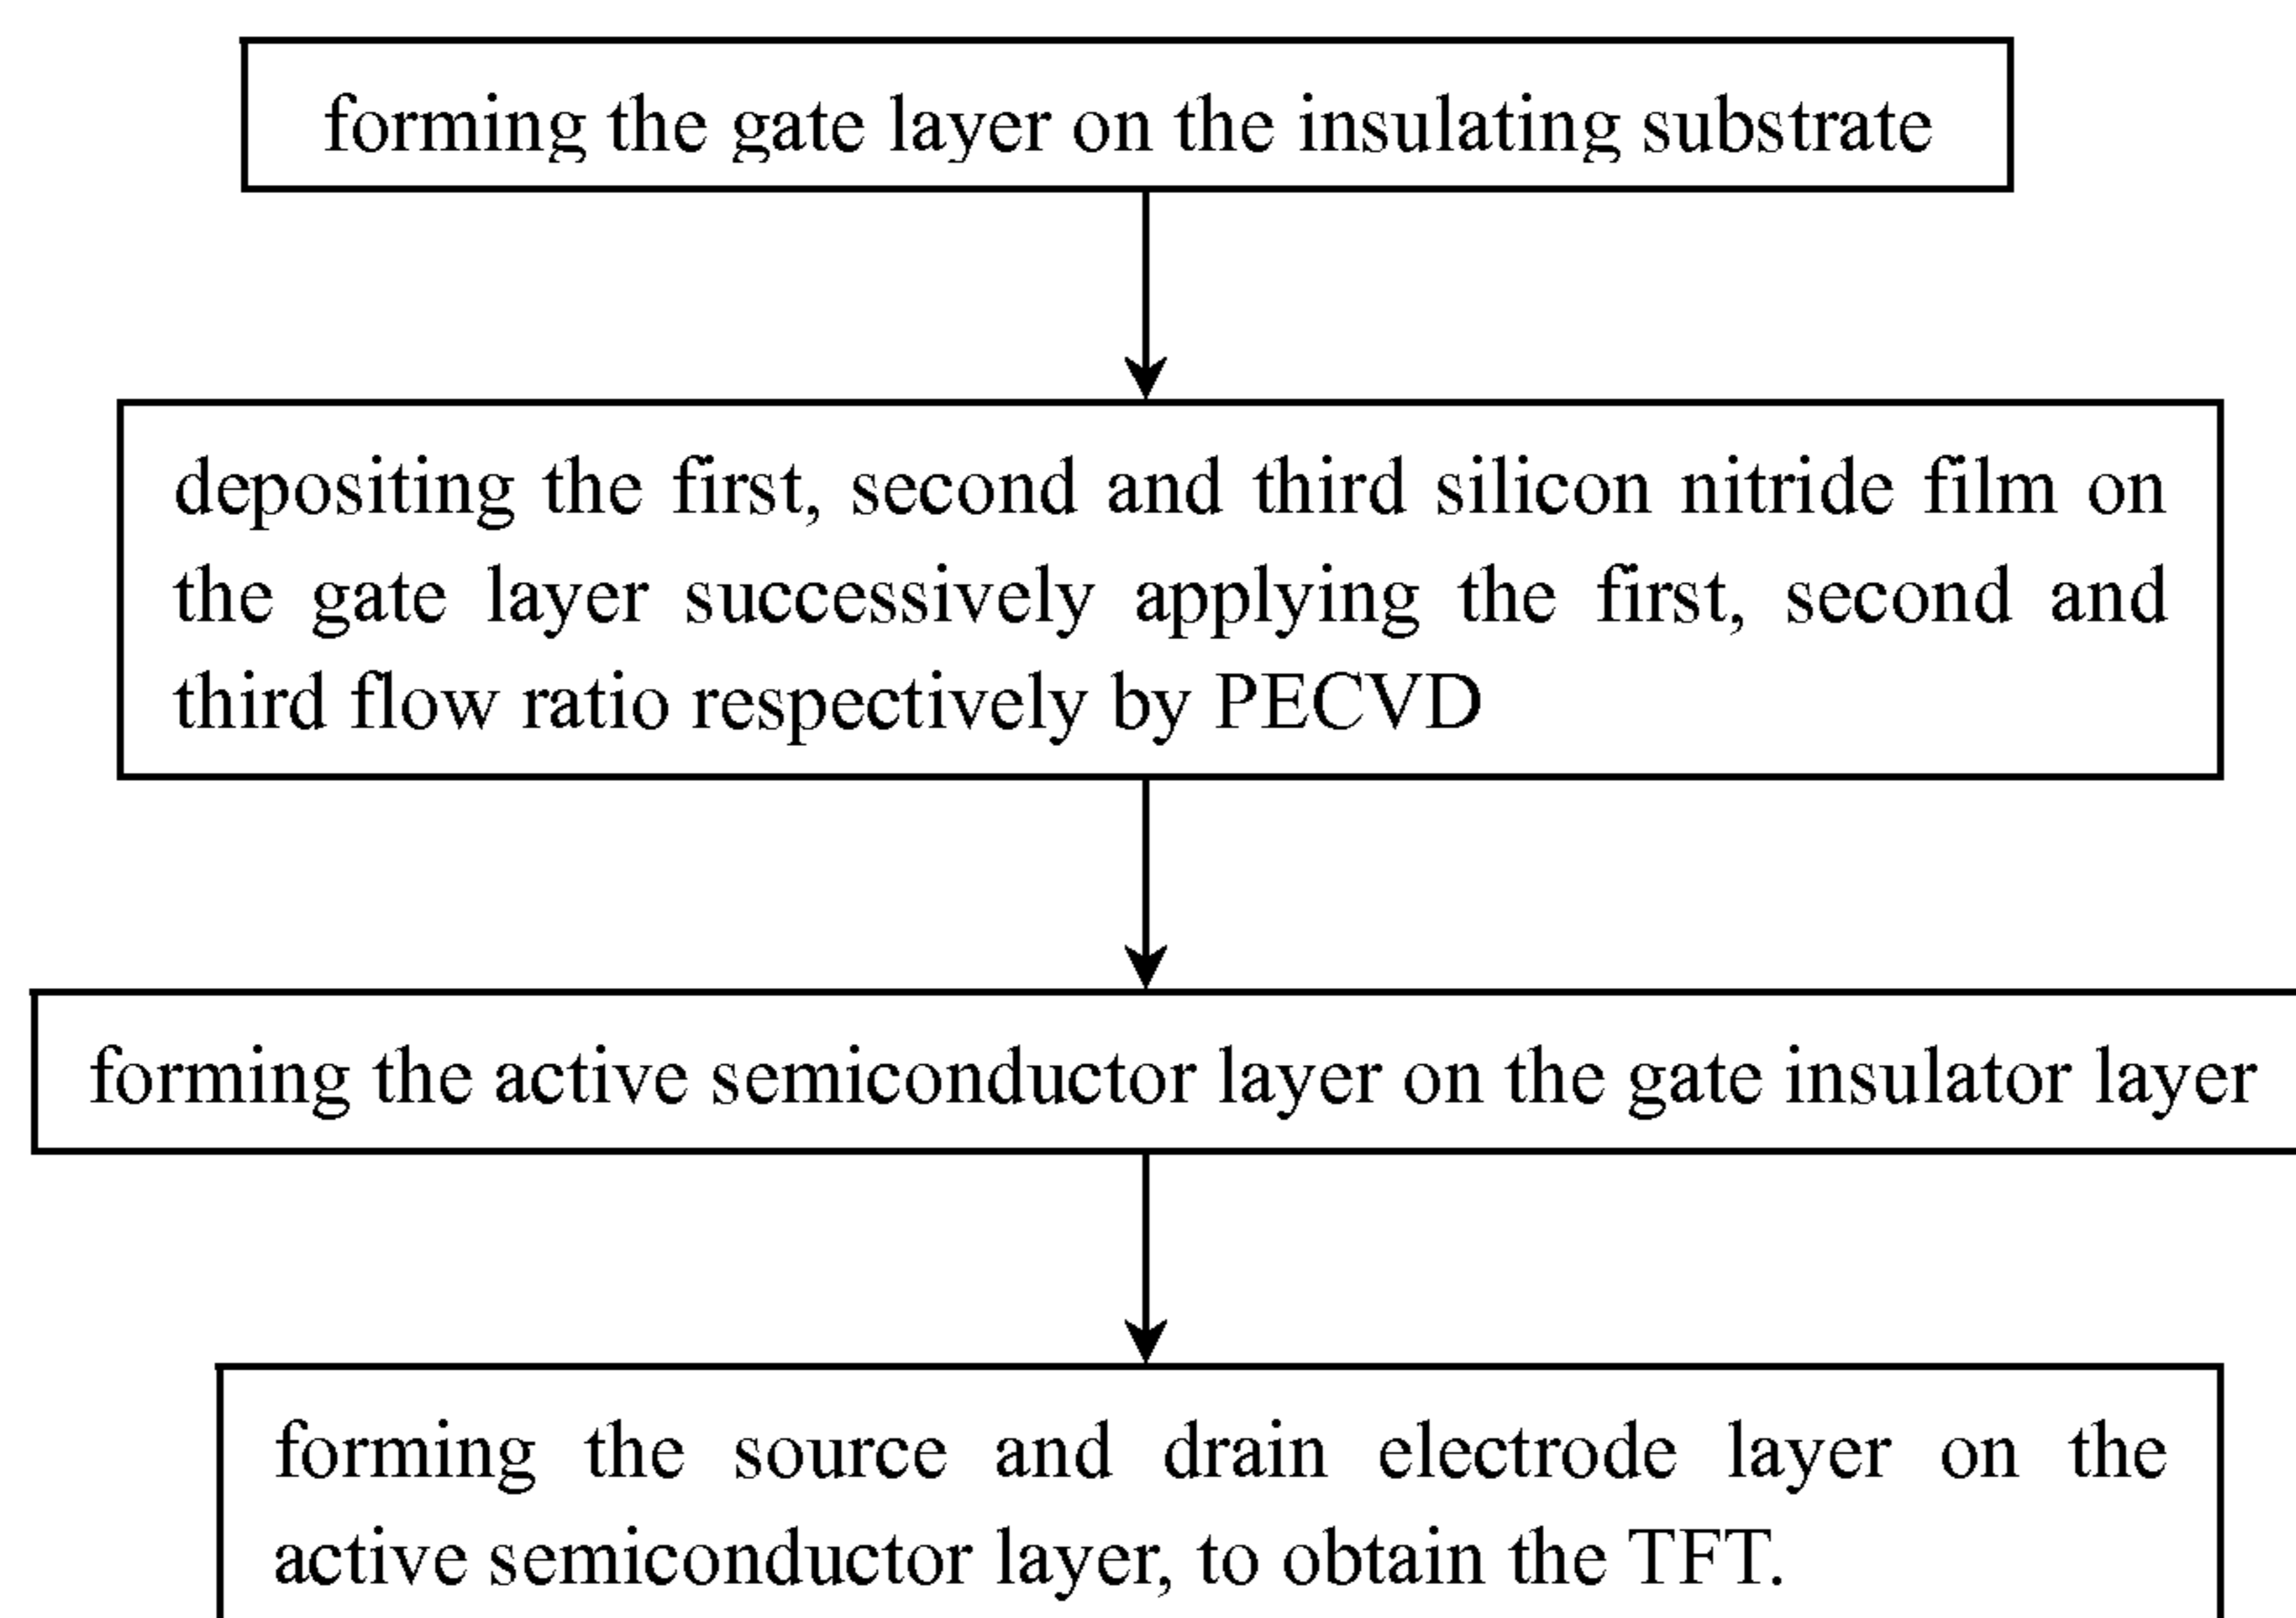 forming the gate layer on the insulating substrate
depositing the first, second and third silicon nitride film on
the gate layer successively applying the first, second and
third flow ratio respectively by PECVD
forming the active semiconductor layer on the gate insulator layer
forming the source and drain electrode layer on the
active semiconductor layer, to obtain the TFT.